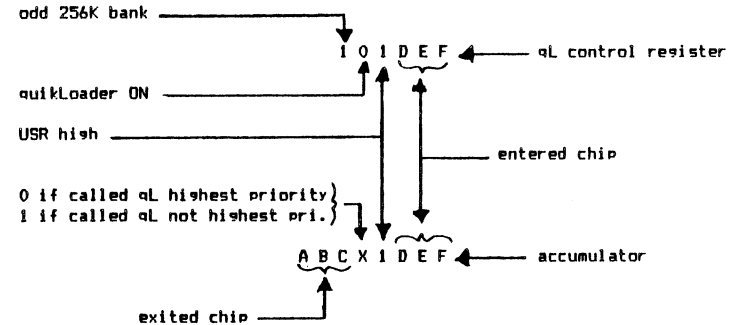 odd 256K bank
1 0 1 D E F
qL control register
quikLoader ON
USR high
entered chip
0 if called qL highest priority
1 if called qL not highest pri.
A B C X 1 D E F
accumulator
exited chip